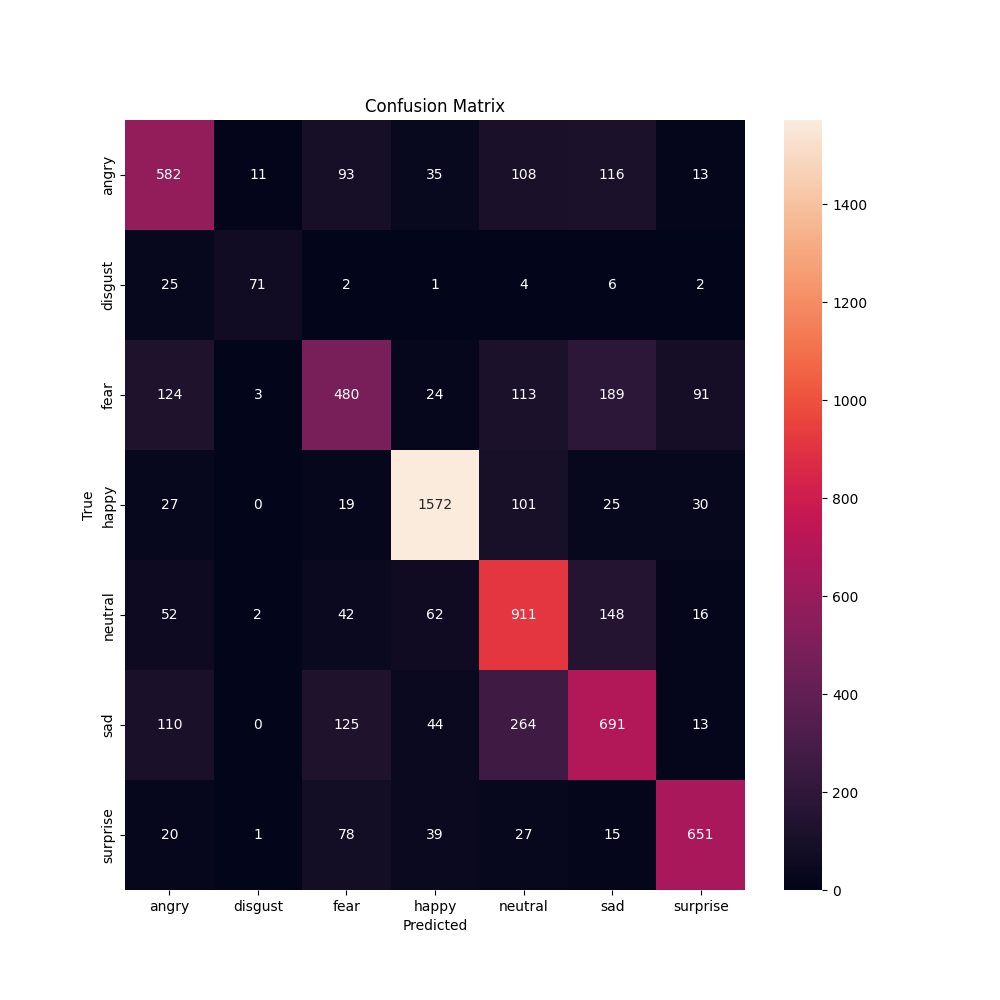 Confusion Matrix
angry 582 11 93 35 108 116 13
disgust 25 71 2 1 4 6 2
fear 124 3 480 24 113 189 91
True
happy 27 0 19 1572 101 25 30
neutral 52 2 42 62 911 148 16
sad 110 0 125 44 264 691 13
surprise 20 1 78 39 27 15 651
angry disgust fear happy neutral sad surprise
Predicted
1400
1200
1000
800
600
400
200
0